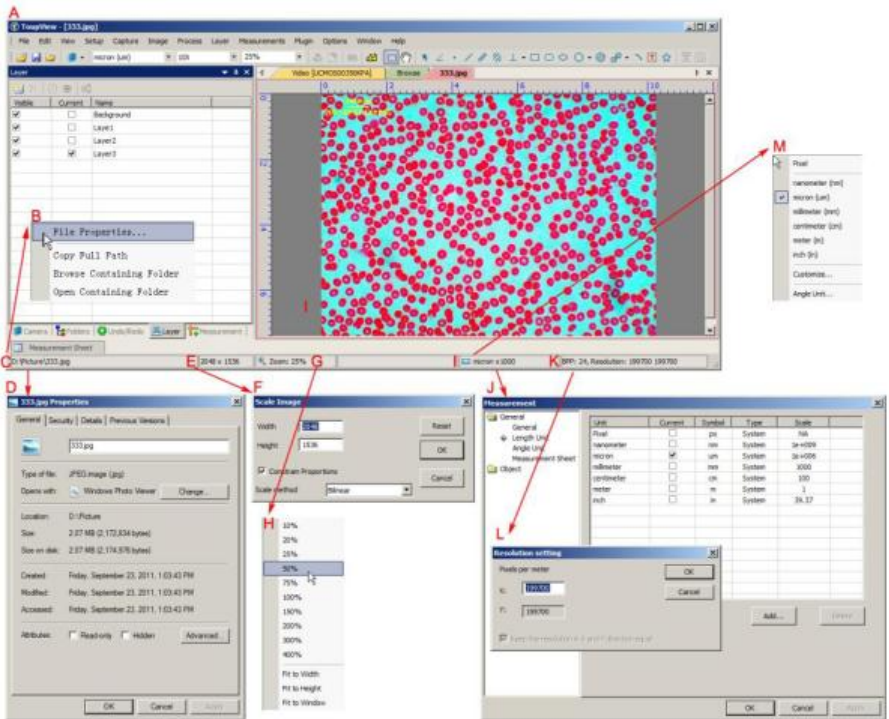 A
ToupView - [333.jpg]
File Edit View Setup Capture Image Process Layer Measurements Plugin Options Window Help
micron (um) 10X 25%
Layer
Video [UCMOS00350KPA] Browse 333.jpg
Visible Current Name
Background
Laye1
Layer2
Layer3
0 2 4 6 8 10
B
File Properties...
Copy Full Path
Browse Containing Folder
Open Containing Folder
M
Pixel
nanometer (nm)
micron (um)
millimeter (mm)
centimeter (cm)
meter (m)
inch (in)
Customize...
Angle Unit...
Camera Folders Undo/Redo Layer Measurement
Measurement Sheet
C
D:\Picture\333.jpg
E
2048 x 1536
G
Zoom: 25%
I
micron x1000
K
BPP: 24, Resolution: 199700 199700
D
333.jpg Properties
General Security Details Previous Versions
333.jpg
Type of file: JPEG image (jpg)
Opens with: Windows Photo Viewer Change...
Location: D:\Picture
Size: 2.07 MB (2,172,834 bytes)
Size on disk: 2.07 MB (2,174,976 bytes)
Created: Friday, September 23, 2011, 1:03:43 PM
Modified: Friday, September 23, 2011, 1:03:43 PM
Accessed: Friday, September 23, 2011, 1:03:43 PM
Attributes: Read-only Hidden Advanced...
OK Cancel Apply
F
Scale Image
Width 2048 Reset
Height 1536 OK
Constrain Proportions
Cancel
Scale method Bilinear
H
10%
20%
25%
50%
75%
100%
150%
200%
300%
400%
Fit to Width
Fit to Height
Fit to Window
J
Measurement
General
General
Length Unit
Angle Unit
Measurement Sheet
Object
Unit Current Symbol Type Scale
Pixel px System NA
nanometer nm System 1e+009
micron um System 1e+006
millimeter mm System 1000
centimeter cm System 100
meter m System 1
inch in System 39.37
Add... Delete
OK Cancel Apply
L
Resolution setting
Pixels per meter
X: 199700
Y: 199700
OK
Cancel